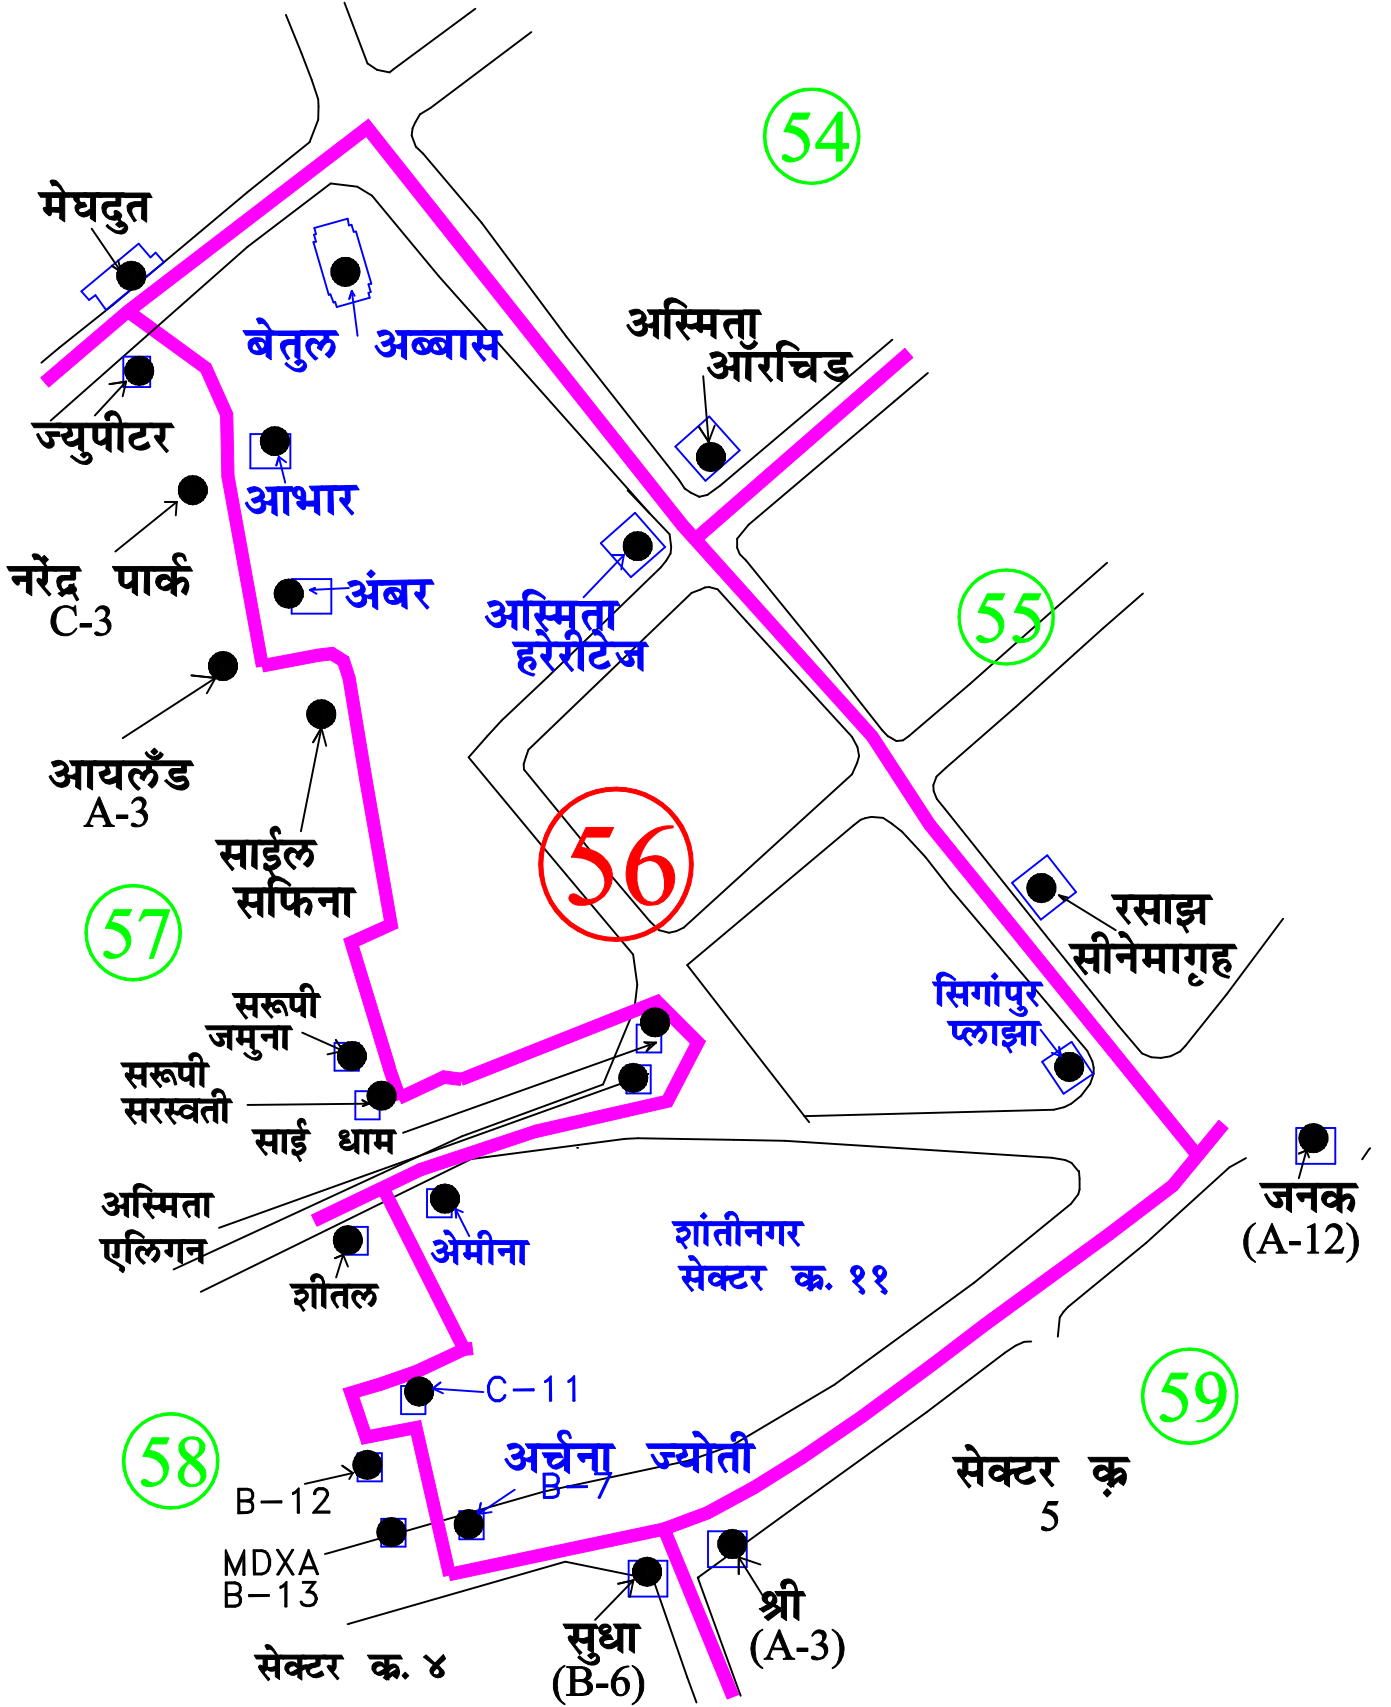 54
मेघदुत
बेतुल अब्बास
अस्मिता
ऑरचिड
ज्युपीटर
आभार
नरेंद्र पार्क
C-3
अंबर
अस्मिता
हरेरीटेज
55
आयलँड
A-3
साईल
सफिना
56
57
रसाझ
सीनेमागृह
सरूपी
जमुना
सिगांपुर
प्लाझा
सरूपी
सरस्वती
साई धाम
अस्मिता
एलिगन
शीतल
अेमीना
शांतीनगर
सेक्टर क्र. ११
जनक
(A-12)
59
C-11
58
अर्चना ज्योती
B-7
B-12
सेक्टर क्र
5
MDXA
B-13
श्री
(A-3)
सुधा
(B-6)
सेक्टर क्र. ४